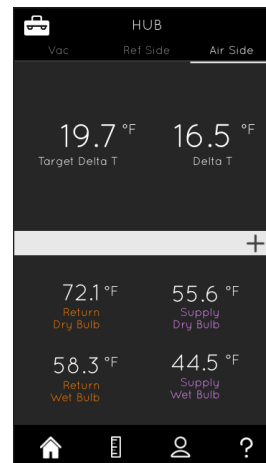 HUB
Vac Ref Side Air Side
19.7 °F 16.5 °F
Target Delta T Delta T
+
72.1 °F 55.6 °F
Return Supply
Dry Bulb Dry Bulb
58.3 °F 44.5 °F
Return Supply
Wet Bulb Wet Bulb
?